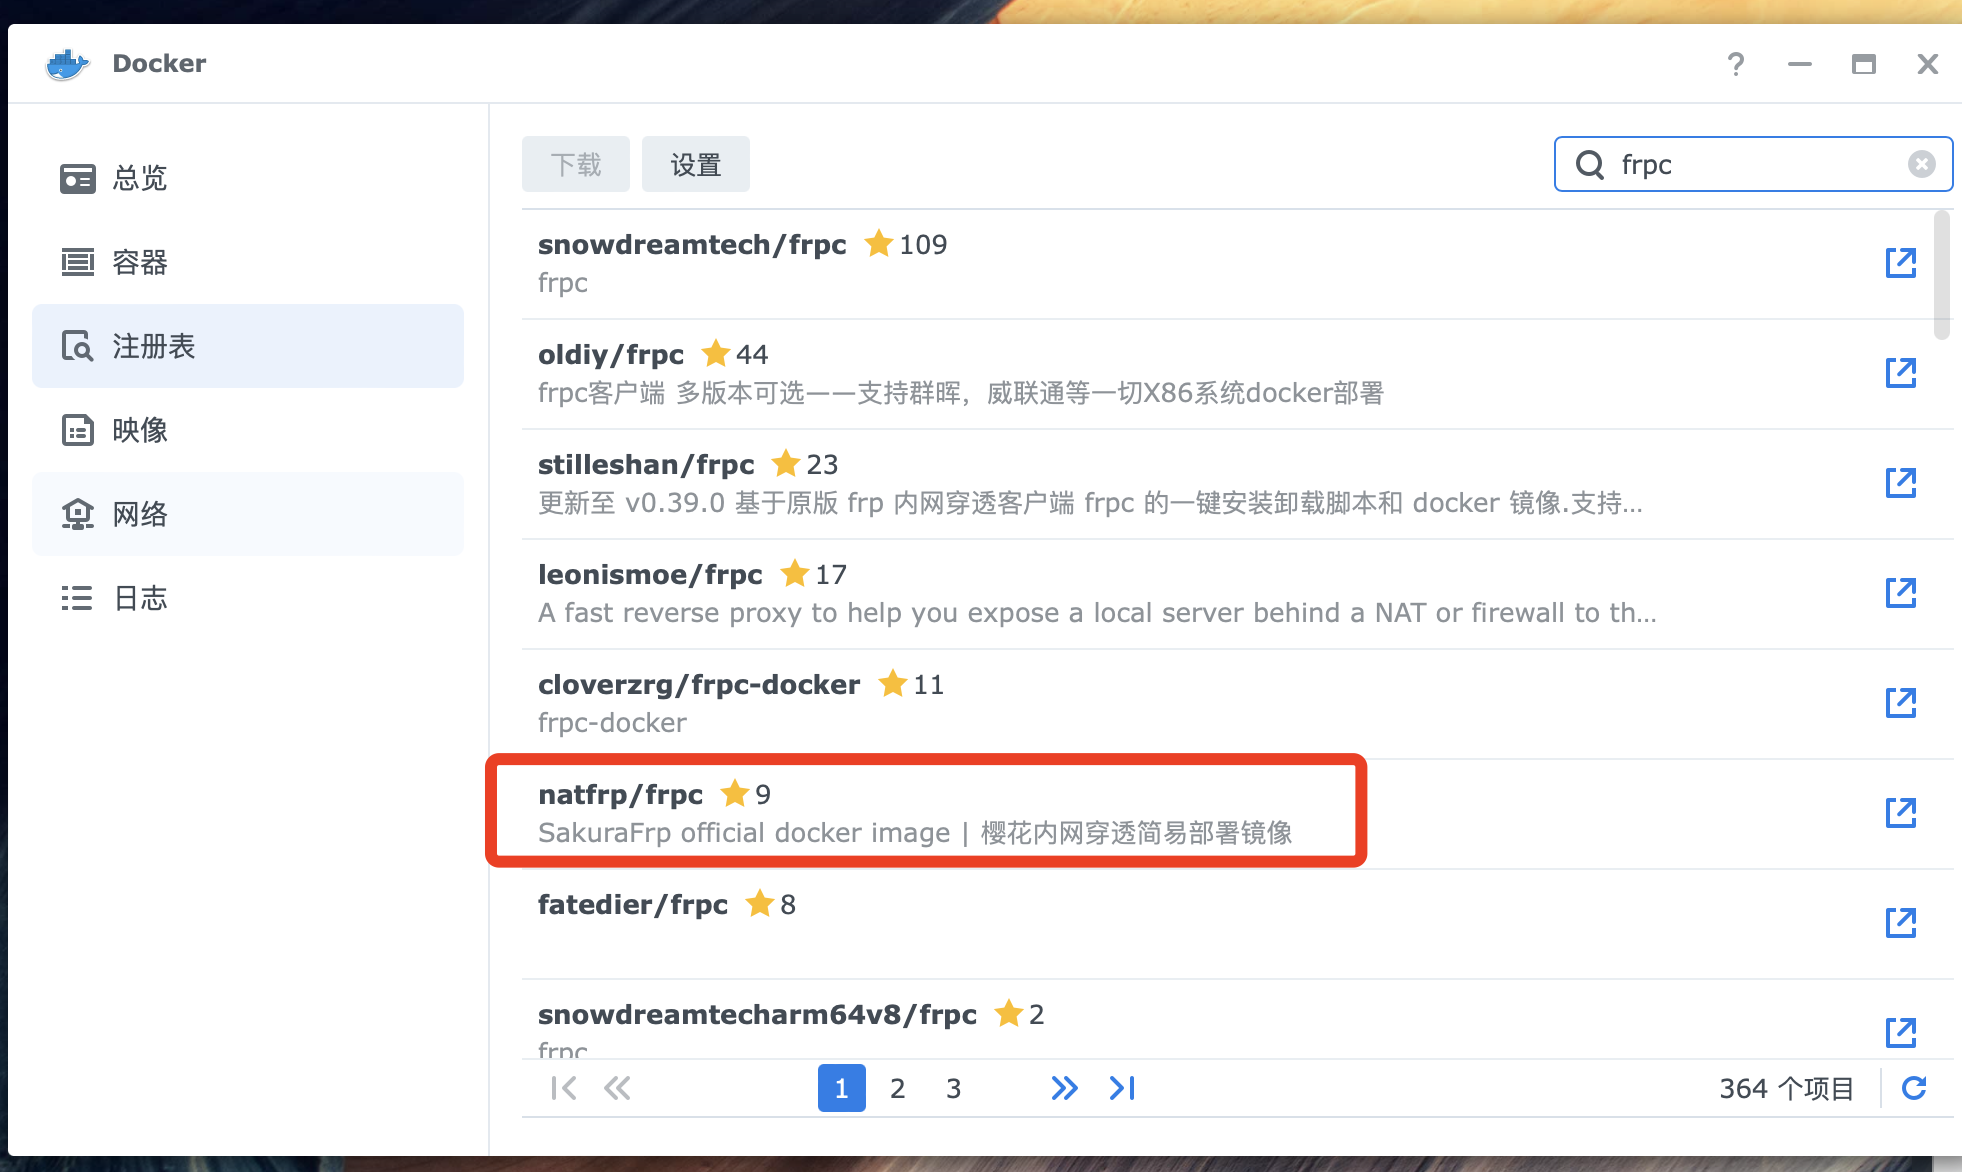 Docker
?
总览
容器
注册表
映像
网络
日志
下载 设置
frpc
snowdreamtech/frpc 109
frpc
oldiy/frpc 44
frpc客户端 多版本可选——支持群晖，威联通等一切X86系统docker部署
stilleshan/frpc 23
更新至 v0.39.0 基于原版 frp 内网穿透客户端 frpc 的一键安装卸载脚本和 docker 镜像.支持...
leonismoe/frpc 17
A fast reverse proxy to help you expose a local server behind a NAT or firewall to th...
cloverzrg/frpc-docker 11
frpc-docker
natfrp/frpc 9
SakuraFrp official docker image | 樱花内网穿透简易部署镜像
fatedier/frpc 8
snowdreamtecharm64v8/frpc 2
frpc
1 2 3
364 个项目